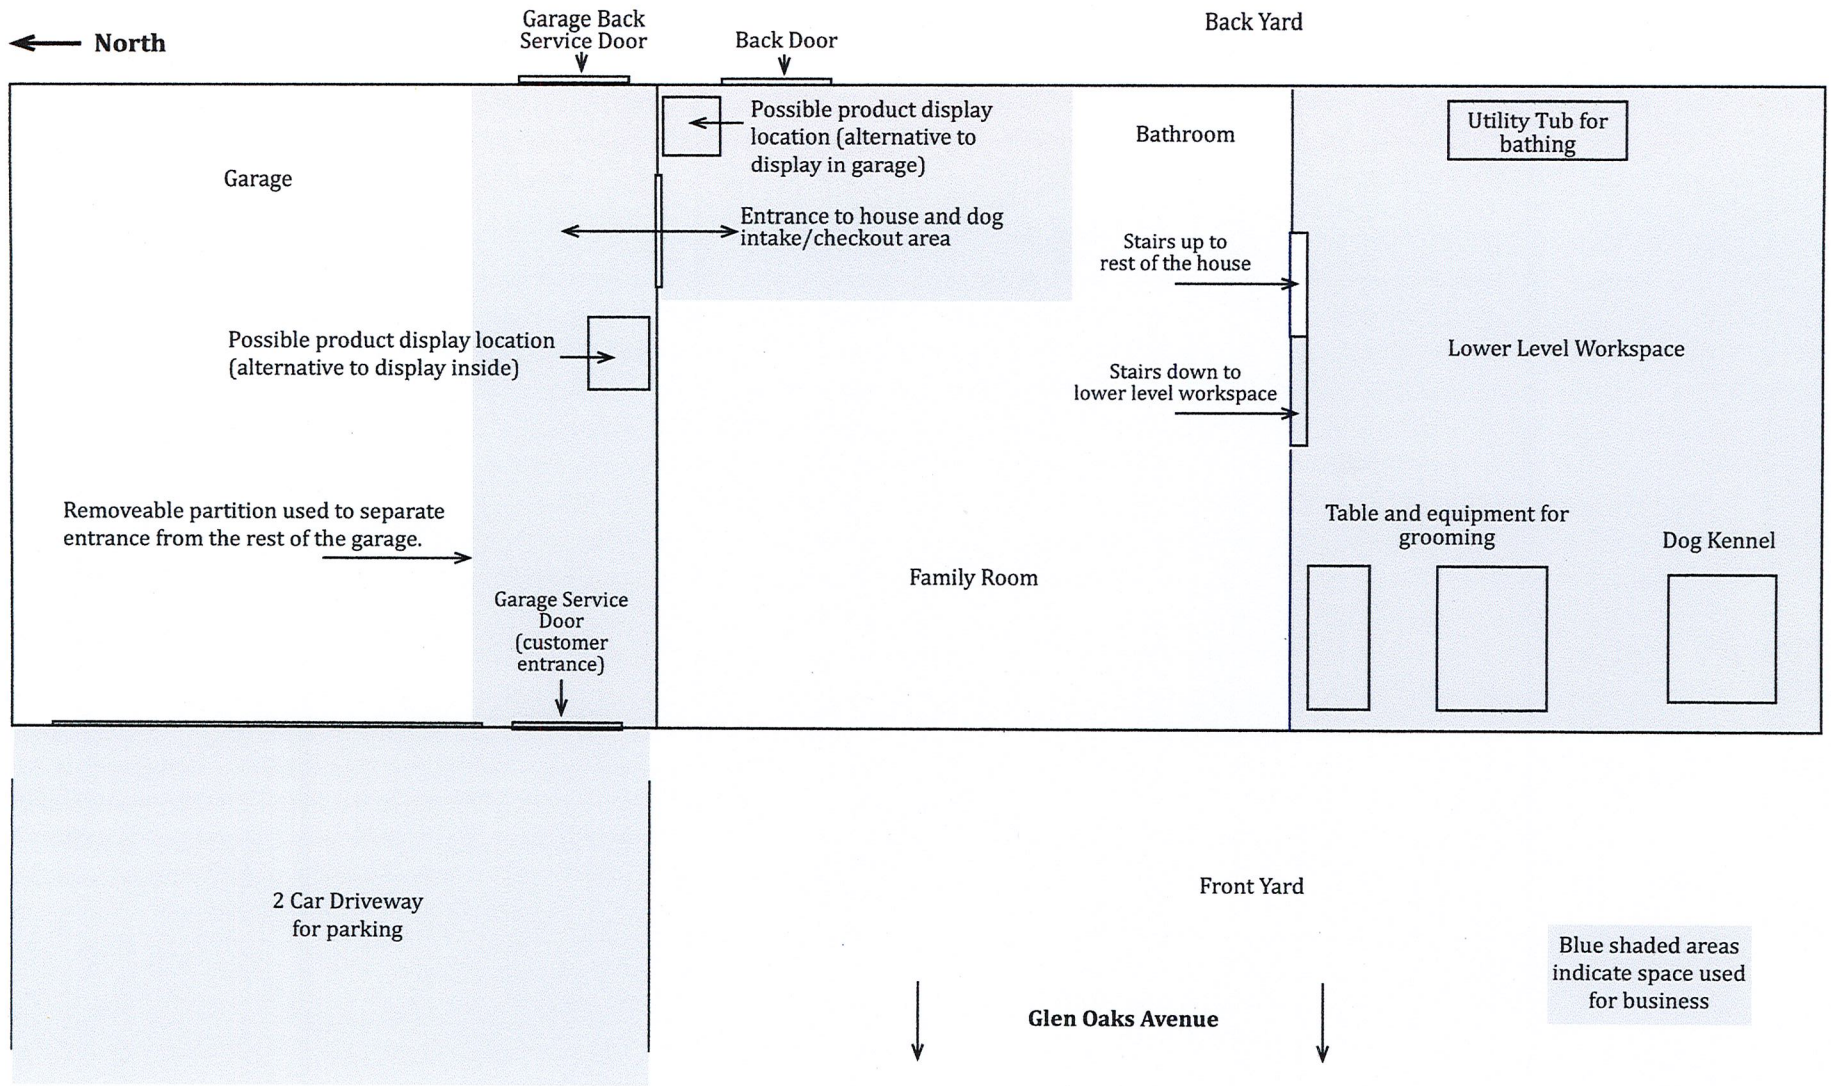 Garage Back
Service Door
Back Door
Back Yard
North
Possible product display
location (alternative to
display in garage)
Bathroom
Utility Tub for
bathing
Garage
Entrance to house and dog
intake/checkout area
Stairs up to
rest of the house
Possible product display location
(alternative to display inside)
Lower Level Workspace
Stairs down to
lower level workspace
Removeable partition used to separate
entrance from the rest of the garage.
Table and equipment for
grooming
Dog Kennel
Family Room
Garage Service
Door
(customer
entrance)
2 Car Driveway
for parking
Front Yard
Blue shaded areas
indicate space used
for business
Glen Oaks Avenue